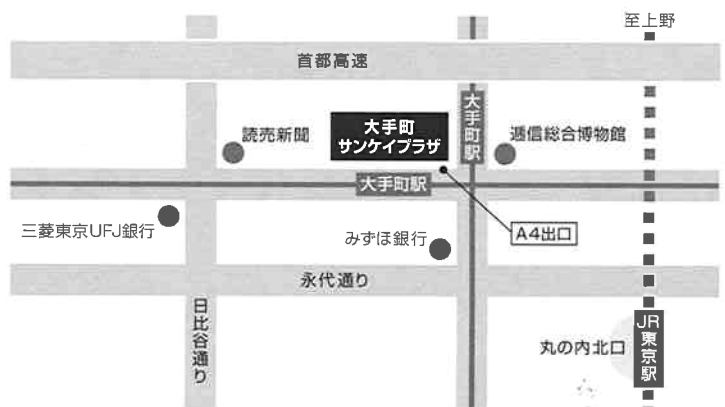 至上野
首都高速
大手町
サンケイプラザ
大手町駅
読売新聞
逓信総合博物館
大手町駅
三菱東京UFJ銀行
A4出口
みずほ銀行
永代通り
日比谷通り
丸の内北口
JR東京駅